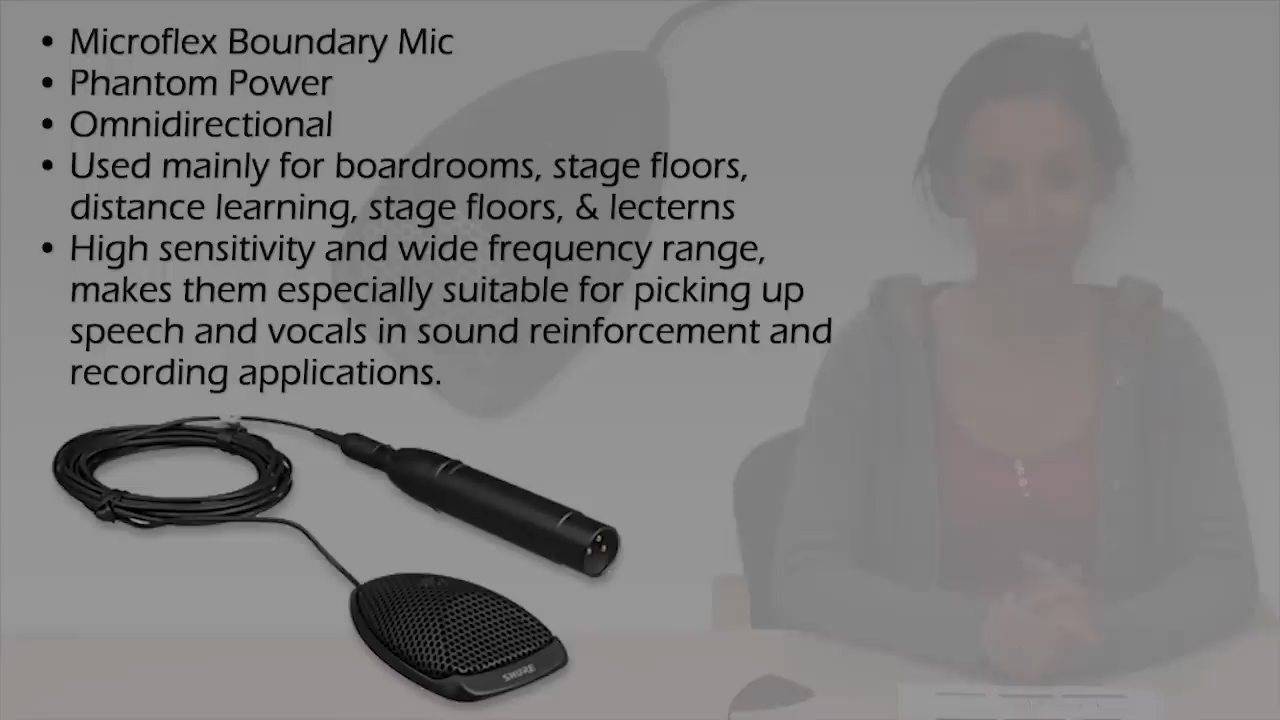 • Microflex Boundary Mic
• Phantom Power
• Omnidirectional
• Used mainly for boardrooms, stage floors,
distance learning, stage floors, & lecterns
• High sensitivity and wide frequency range,
makes them especially suitable for picking up
speech and vocals in sound reinforcement and
recording applications.
SHURE